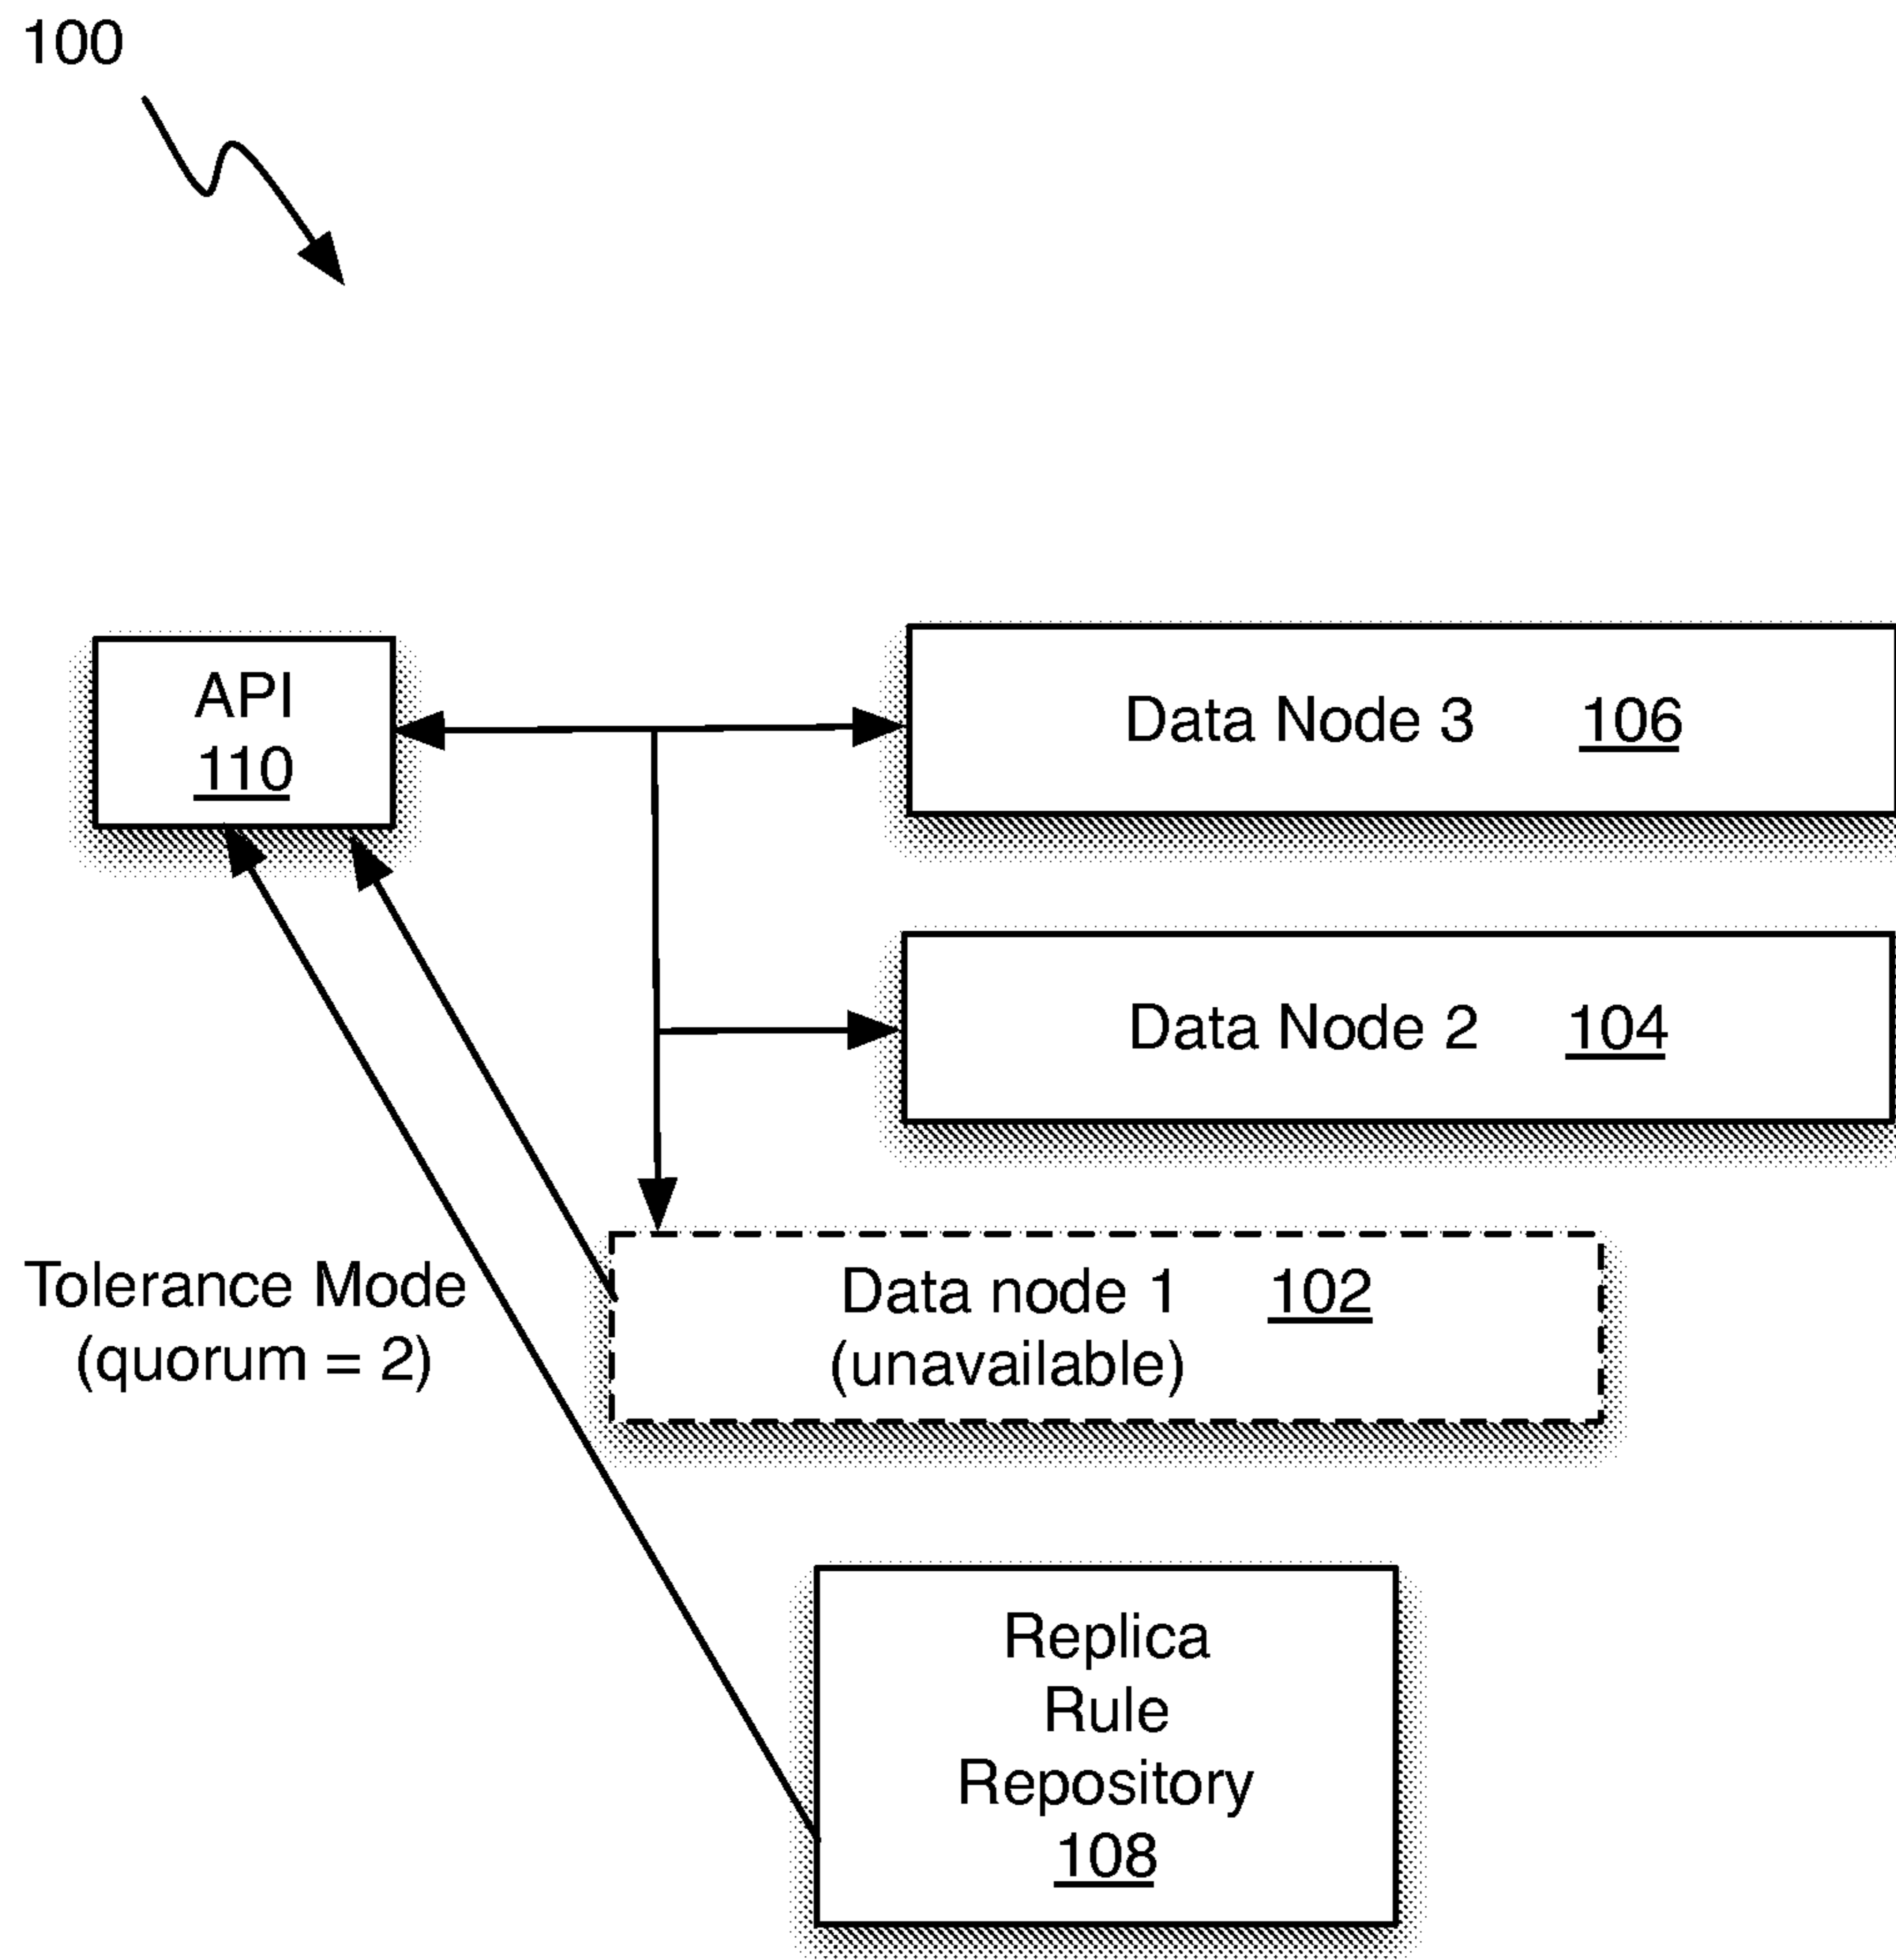 100
API
110
Data Node 3 106
Data Node 2 104
Tolerance Mode
(quorum = 2)
Data node 1 102
(unavailable)
Replica
Rule
Repository
108